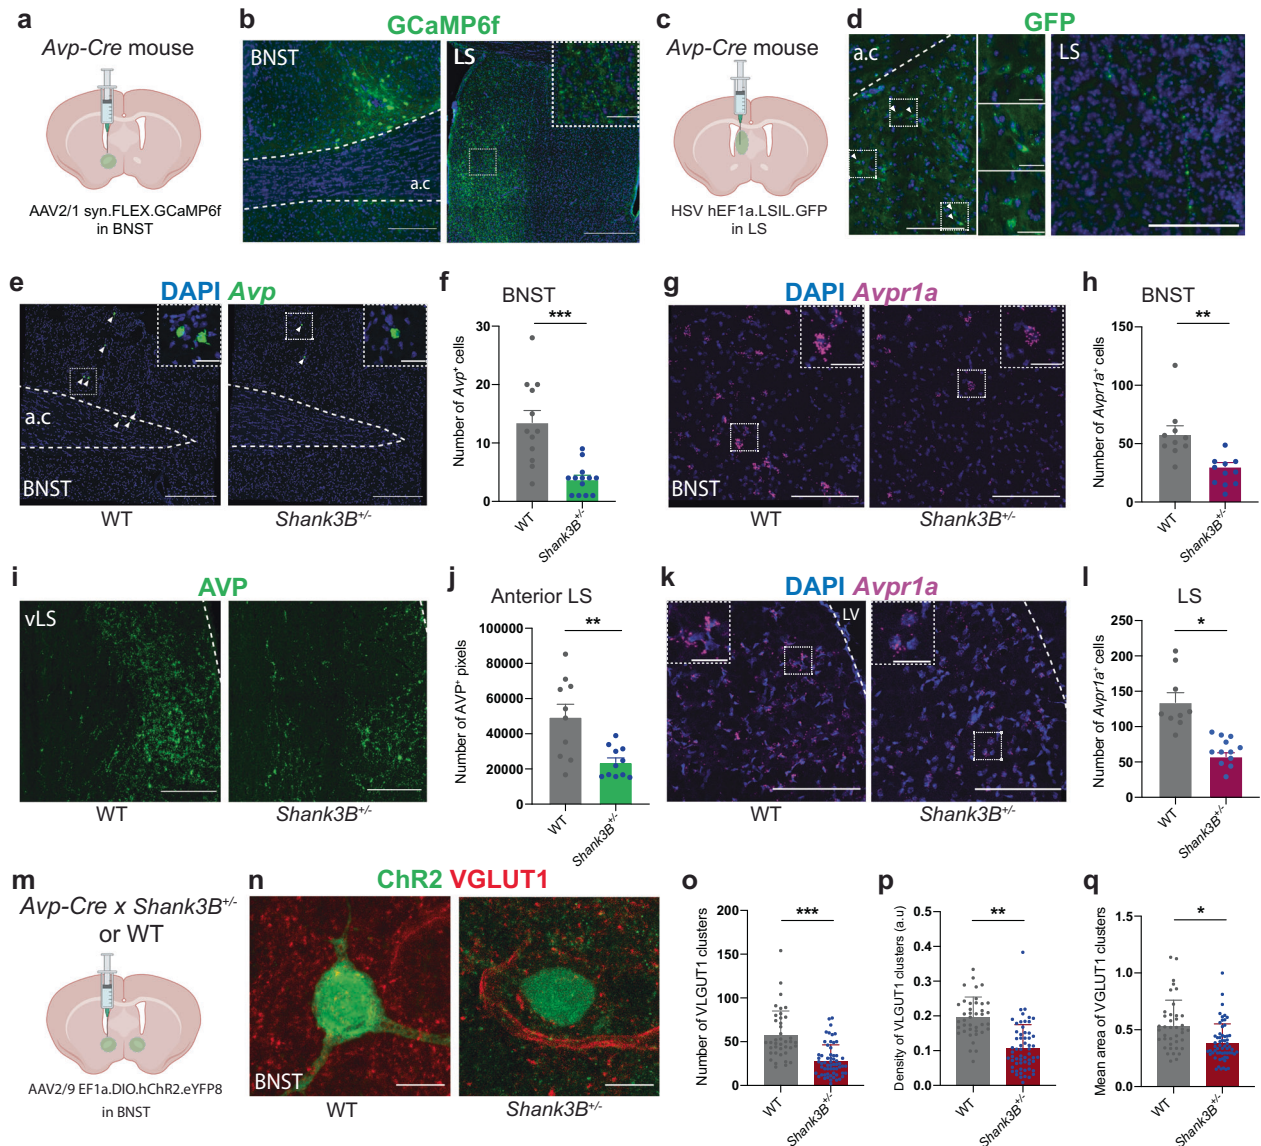 a
Avp-Cre mouse
AAV2/1 syn.FLEX.GCaMP6f
in BNST
b
GCaMP6f
BNST
a.c
LS
c
Avp-Cre mouse
HSV hEF1a.LSIL.GFP
in LS
d
GFP
a.c
LS
e
DAPI Avp
a.c
BNST
WT
Shank3B+/-
f
BNST
***
Number of Avp+ cells
30
20
10
0
WT
Shank3B+/-
g
DAPI Avpr1a
BNST
WT
Shank3B+/-
h
BNST
**
Number of Avpr1a+ cells
150
100
50
0
WT
Shank3B+/-
i
AVP
vLS
WT
Shank3B+/-
j
Anterior LS
**
Number of AVP+ pixels
100000
80000
60000
40000
20000
0
WT
Shank3B+/-
k
DAPI Avpr1a
LV
WT
Shank3B+/-
l
LS
*
Number of Avpr1a+ cells
250
200
150
100
50
0
WT
Shank3B+/-
m
Avp-Cre x Shank3B+/-
or WT
AAV2/9 EF1a.DIO.hChR2.eYFP8
in BNST
n
ChR2 VGLUT1
BNST
WT
Shank3B+/-
o
***
Number of VLGUT1 clusters
200
150
100
50
0
WT
Shank3B+/-
p
**
Density of VLGUT1 clusters (a.u)
0.5
0.4
0.3
0.2
0.1
0.0
WT
Shank3B+/-
q
*
Mean area of VGLUT1 clusters
1.5
1.0
0.5
0.0
WT
Shank3B+/-